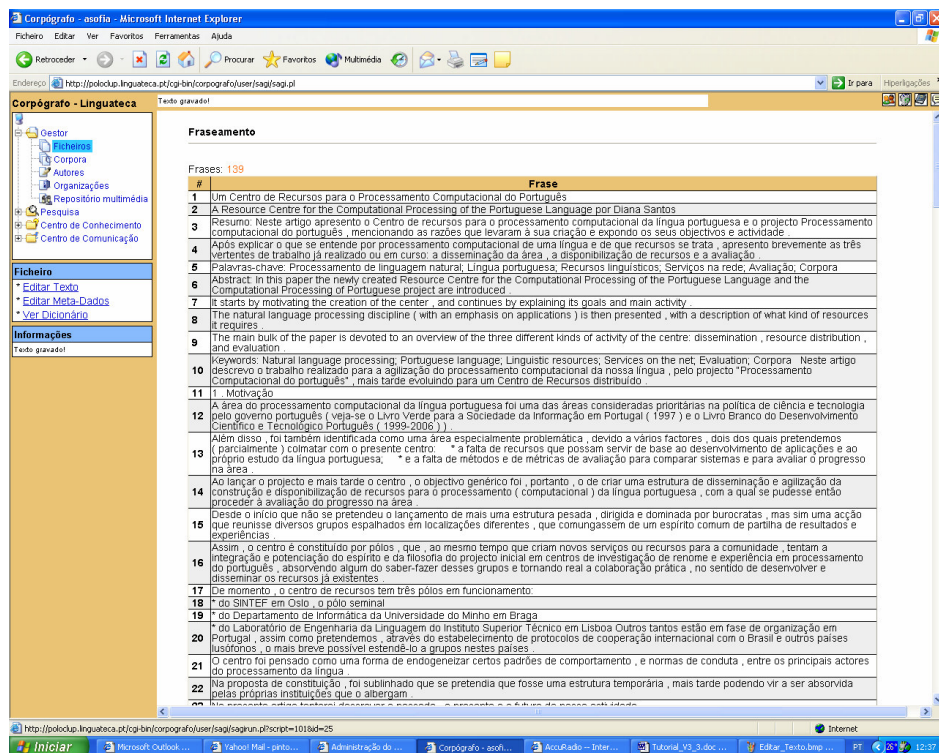 Corpógrafo - asofia - Microsoft Internet Explorer
Ficheiro Editar Ver Favoritos Ferramentas Ajuda
Retroceder Procurar Favoritos Multimédia
Endereço http://poloclup.linguateca.pt/cgi-bin/corpografo/user/sagi/sagi.pl Ir para Hiperligações
Corpógrafo - Linguateca
Texto gravado!
Gestor
Ficheiros
Corpora
Autores
Organizações
Repositório multimédia
Pesquisa
Centro de Conhecimento
Centro de Comunicação
Ficheiro
* Editar Texto
* Editar Meta-Dados
* Ver Dicionário
Informações
Texto gravado!
Fraseamento
Frases: 139
# Frase
1 Um Centro de Recursos para o Processamento Computacional do Português
2 A Resource Centre for the Computational Processing of the Portuguese Language por Diana Santos
3 Resumo: Neste artigo apresento o Centro de recursos para o processamento computacional da língua portuguesa e o projecto Processamento
computacional do português , mencionando as razões que levaram à sua criação e expondo os seus objectivos e actividade .
4 Após explicar o que se entende por processamento computacional de uma língua e de que recursos se trata , apresento brevemente as três
vertentes de trabalho já realizado ou em curso: a disseminação da área , a disponibilização de recursos e a avaliação .
5 Palavras-chave: Processamento de linguagem natural; Língua portuguesa; Recursos linguísticos; Serviços na rede; Avaliação; Corpora
6 Abstract: In this paper the newly created Resource Centre for the Computational Processing of the Portuguese Language and the
Computational Processing of Portuguese project are introduced .
7 It starts by motivating the creation of the center , and continues by explaining its goals and main activity .
8 The natural language processing discipline ( with an emphasis on applications ) is then presented , with a description of what kind of resources
it requires .
9 The main bulk of the paper is devoted to an overview of the three different kinds of activity of the centre: dissemination , resource distribution ,
and evaluation .
10 Keywords: Natural language processing; Portuguese language; Linguistic resources; Services on the net; Evaluation; Corpora Neste artigo
descrevo o trabalho realizado para a agilização do processamento computacional da nossa língua , pelo projecto "Processamento
Computacional do português" , mais tarde evoluindo para um Centro de Recursos distribuído .
11 1 . Motivação
12 A área do processamento computacional da língua portuguesa foi uma das áreas consideradas prioritárias na política de ciência e tecnologia
pelo governo português ( veja-se o Livro Verde para a Sociedade da Informação em Portugal ( 1997 ) e o Livro Branco do Desenvolvimento
Científico e Tecnológico Português ( 1999-2006 ) ) .
13 Além disso , foi também identificada como uma área especialmente problemática , devido a vários factores , dois dos quais pretendemos
( parcialmente ) colmatar com o presente centro: * a falta de recursos que possam servir de base ao desenvolvimento de aplicações e ao
próprio estudo da língua portuguesa; * e a falta de métodos e de métricas de avaliação para comparar sistemas e para avaliar o progresso
na área .
14 Ao lançar o projecto e mais tarde o centro , o objectivo genérico foi , portanto , o de criar uma estrutura de disseminação e agilização da
construção e disponibilização de recursos para o processamento ( computacional ) da língua portuguesa , com a qual se pudesse então
proceder à avaliação do progresso na área .
15 Desde o início que não se pretendeu o lançamento de mais uma estrutura pesada , dirigida e dominada por burocratas , mas sim uma acção
que reunisse diversos grupos espalhados em localizações diferentes , que comungassem de um espírito comum de partilha de resultados e
experiências .
16 Assim , o centro é constituído por pólos , que , ao mesmo tempo que criam novos serviços ou recursos para a comunidade , tentam a
integração e potenciação do espírito e da filosofia do projecto inicial em centros de investigação de renome e experiência em processamento
do português , absorvendo algum do saber-fazer desses grupos e tornando real a colaboração prática , no sentido de desenvolver e
disseminar os recursos já existentes .
17 De momento , o centro de recursos tem três pólos em funcionamento:
18 * do SINTEF em Oslo , o pólo seminal
19 * do Departamento de Informática da Universidade do Minho em Braga
20 * do Laboratório de Engenharia da Linguagem do Instituto Superior Técnico em Lisboa Outros tantos estão em fase de organização em
Portugal , assim como pretendemos , através do estabelecimento de protocolos de cooperação internacional com o Brasil e outros países
lusófonos , o mais breve possível estendê-lo a grupos nestes países .
21 O centro foi pensado como uma forma de endogeneizar certos padrões de comportamento , e normas de conduta , entre os principais actores
do processamento da língua .
22 Na proposta de constituição , foi sublinhado que se pretendia que fosse uma estrutura temporária , mais tarde podendo vir a ser absorvida
pelas próprias instituições que o albergam .
http://poloclup.linguateca.pt/cgi-bin/corpografo/user/sagi/sagirun.pl?script=101&id=25 Internet
Iniciar Microsoft Outlook ... Yahoo! Mail - pinto... Administração do ... Corpógrafo - asofi... AccuRadio -- Inter... Tutorial_V3_3.doc ... Editar_Texto.bmp ... PT 26° 12:37